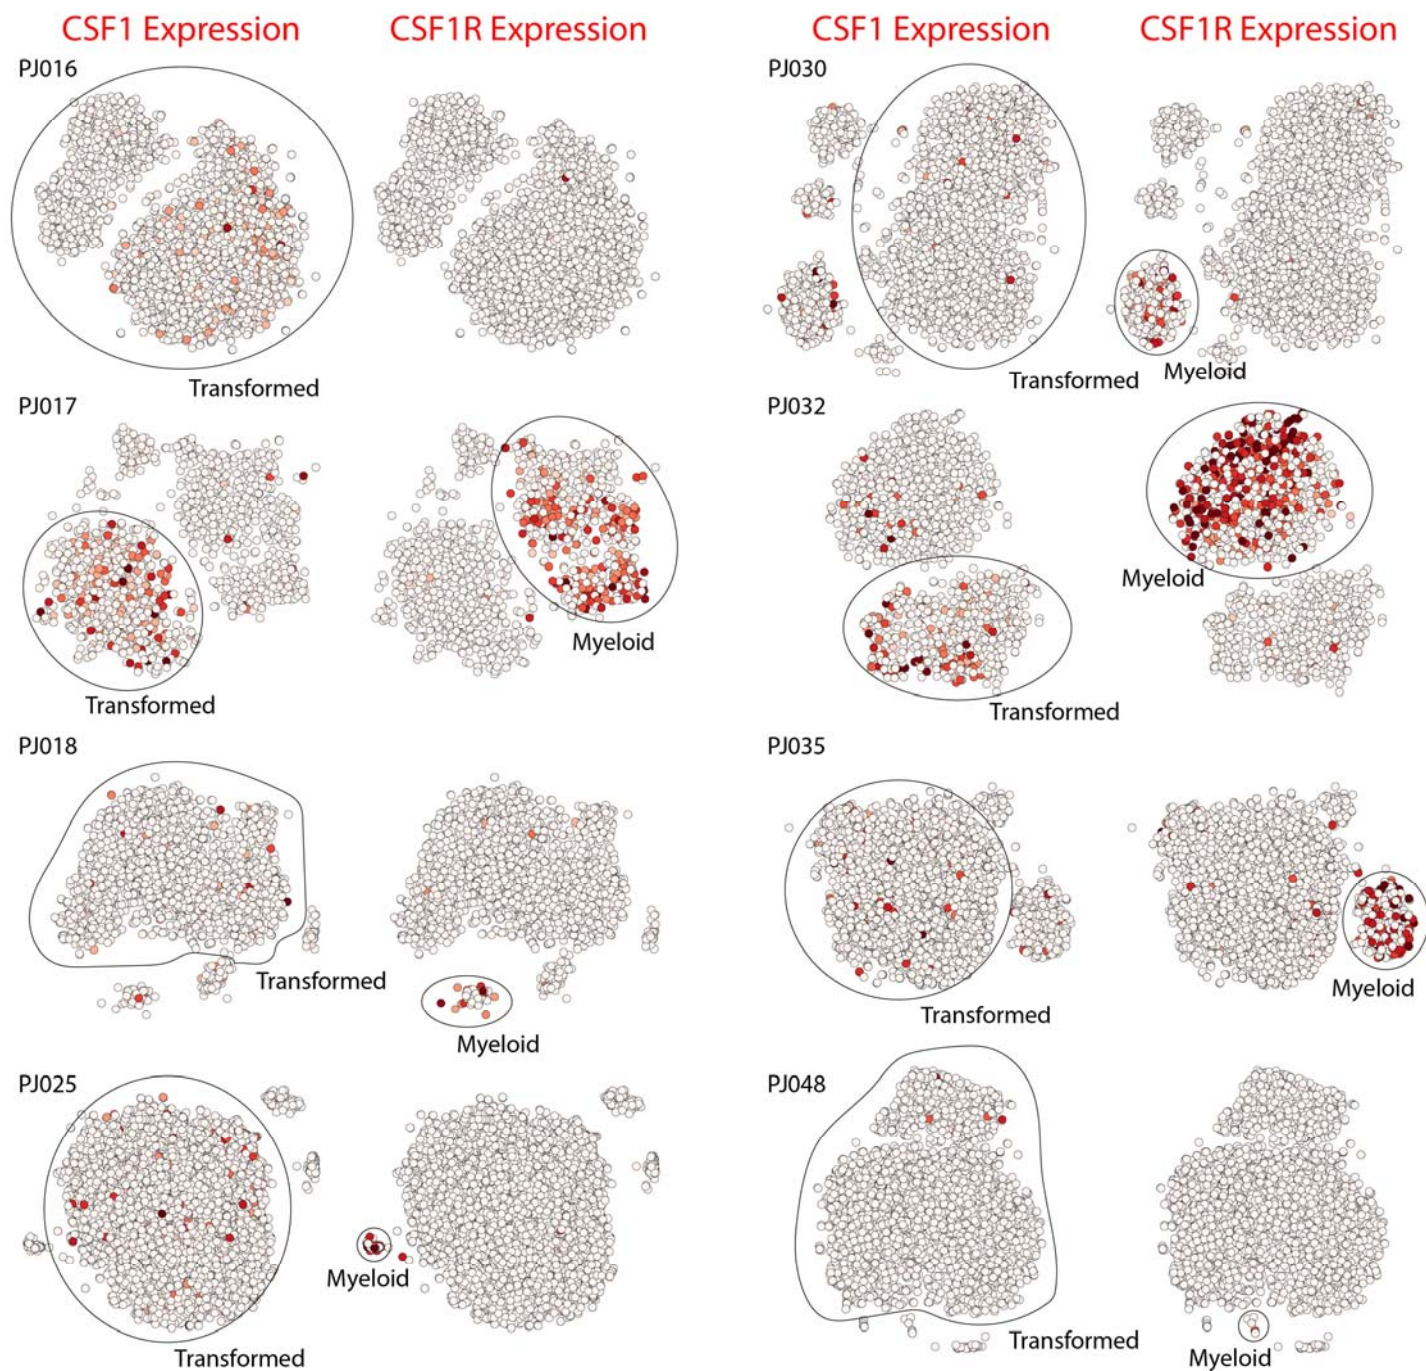 CSF1 Expression CSF1R Expression CSF1 Expression CSF1R Expression
PJ016 PJ030
Transformed Transformed Myeloid
PJ017 PJ032
Myeloid Myeloid
Transformed Transformed
PJ018 PJ035
Transformed Myeloid Transformed Myeloid
PJ025 PJ048
Myeloid
Transformed Transformed Myeloid